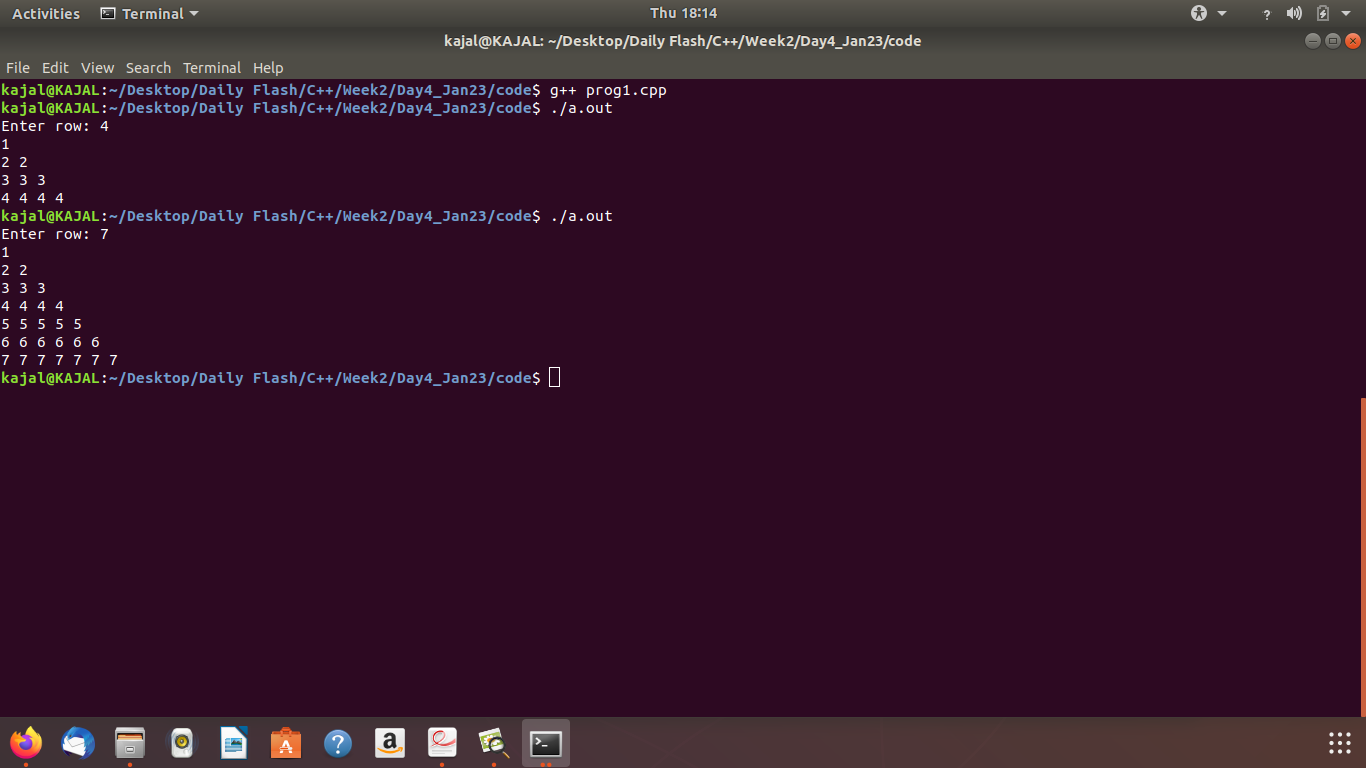 Activities Terminal Thu 18:14 ?
kajal@KAJAL: ~/Desktop/Daily Flash/C++/Week2/Day4_Jan23/code
File Edit View Search Terminal Help
kajal@KAJAL:~/Desktop/Daily Flash/C++/Week2/Day4_Jan23/code$ g++ prog1.cpp
kajal@KAJAL:~/Desktop/Daily Flash/C++/Week2/Day4_Jan23/code$ ./a.out
Enter row: 4
1
2 2
3 3 3
4 4 4 4
kajal@KAJAL:~/Desktop/Daily Flash/C++/Week2/Day4_Jan23/code$ ./a.out
Enter row: 7
1
2 2
3 3 3
4 4 4 4
5 5 5 5 5
6 6 6 6 6 6
7 7 7 7 7 7 7
kajal@KAJAL:~/Desktop/Daily Flash/C++/Week2/Day4_Jan23/code$